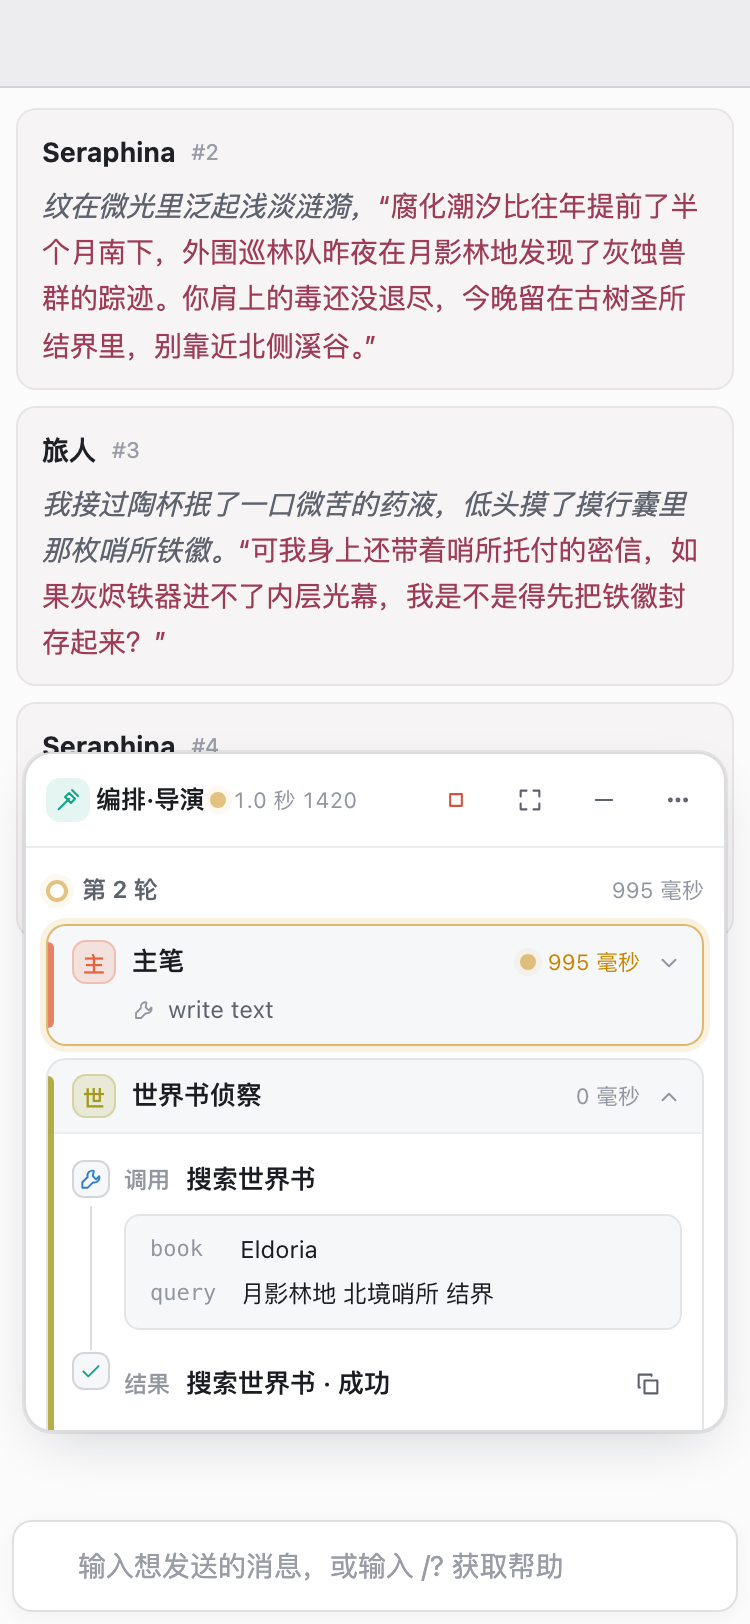 Seraphina #2
纹在微光里泛起浅淡涟漪，“腐化潮汐比往年提前了半
个月南下，外围巡林队昨夜在月影林地发现了灰蚀兽
群的踪迹。你肩上的毒还没退尽，今晚留在古树圣所
结界里，别靠近北侧溪谷。”
旅人 #3
我接过陶杯抿了一口微苦的药液，低头摸了摸行囊里
那枚哨所铁徽。“可我身上还带着哨所托付的密信，如
果灰烬铁器进不了内层光幕，我是不是得先把铁徽封
存起来？”
Seraphina #4
编排·导演 1.0 秒 1420
第 2 轮 995 毫秒
主 主笔 995 毫秒
write text
世 世界书侦察 0 毫秒
调用 搜索世界书
book Eldoria
query 月影林地 北境哨所 结界
结果 搜索世界书 · 成功
输入想发送的消息，或输入 /? 获取帮助